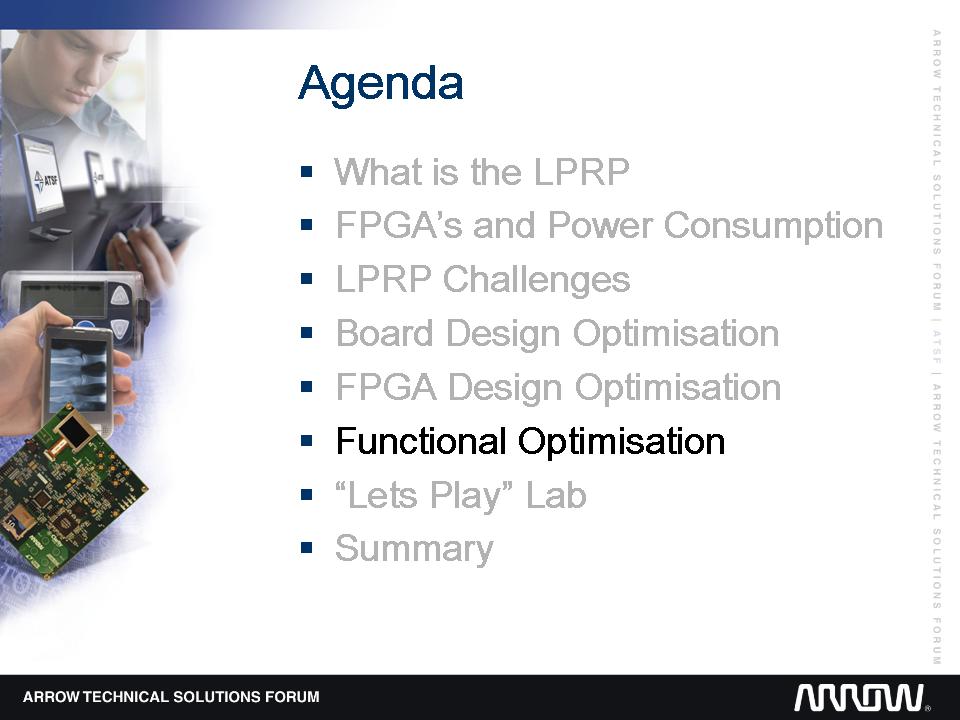 Agenda
What is the LPRP
FPGA's and Power Consumption
LPRP Challenges
Board Design Optimisation
FPGA Design Optimisation
Functional Optimisation
“Lets Play” Lab
Summary
ARROW TECHNICAL SOLUTIONS FORUM | ATSF | ARROW TECHNICAL SOLUTIONS FORUM
ATSF
ARROW TECHNICAL SOLUTIONS FORUM
ARROW®